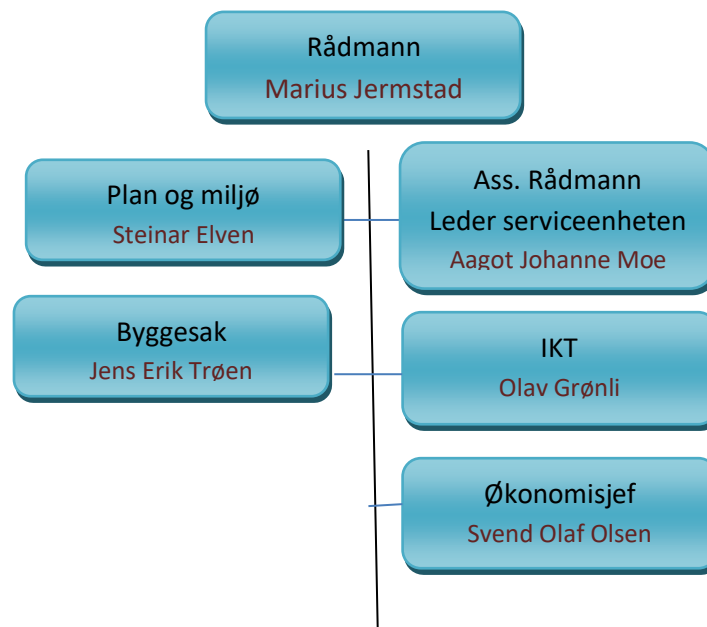 Rådmann
Marius Jermstad
Plan og miljø
Steinar Elven
Ass. Rådmann
Leder serviceenheten
Aagot Johanne Moe
Byggesak
Jens Erik Trøen
IKT
Olav Grønli
Økonomisjef
Svend Olaf Olsen